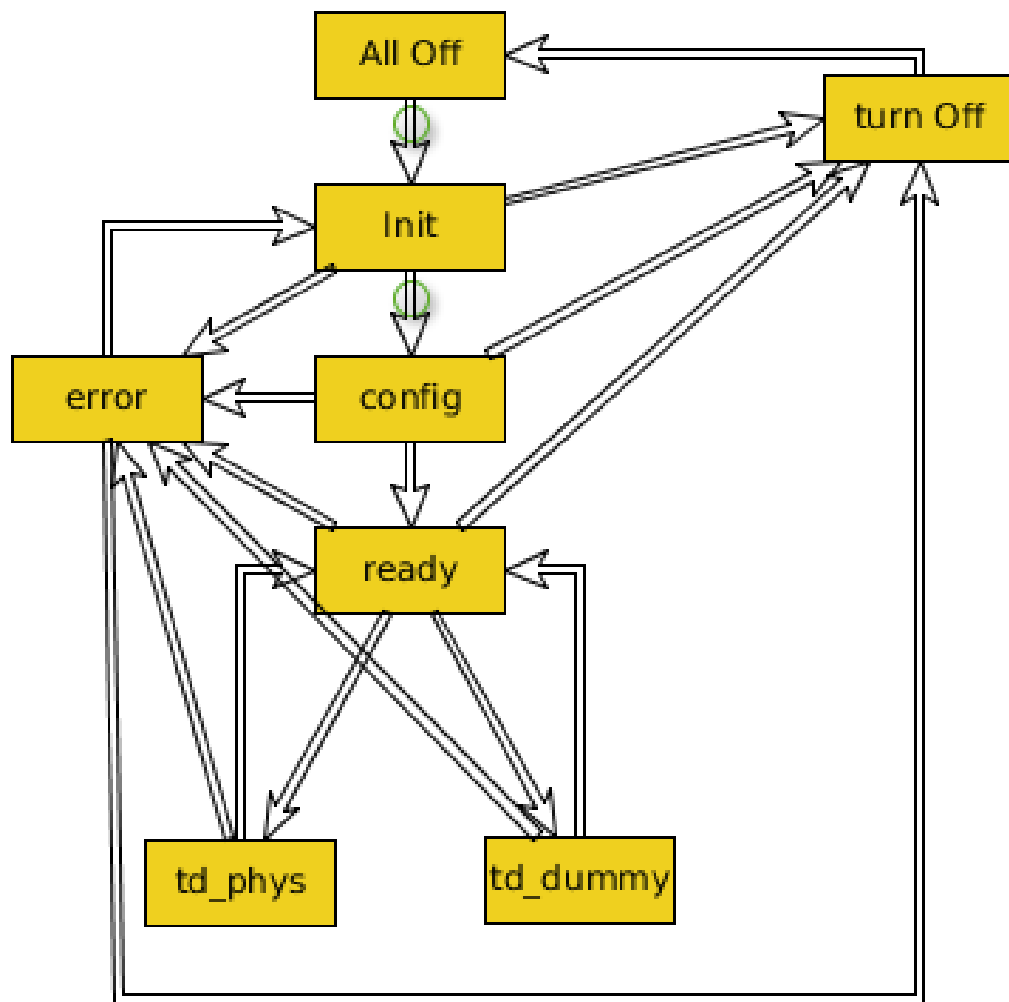 All Off
turn Off
Init
error
config
ready
td_phys
td_dummy